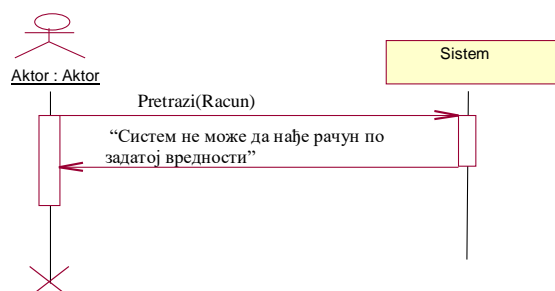 Sistem
Aktor : Aktor
Pretrazi(Racun)
“Систем не може да нађе рачун по
задатој вредности”